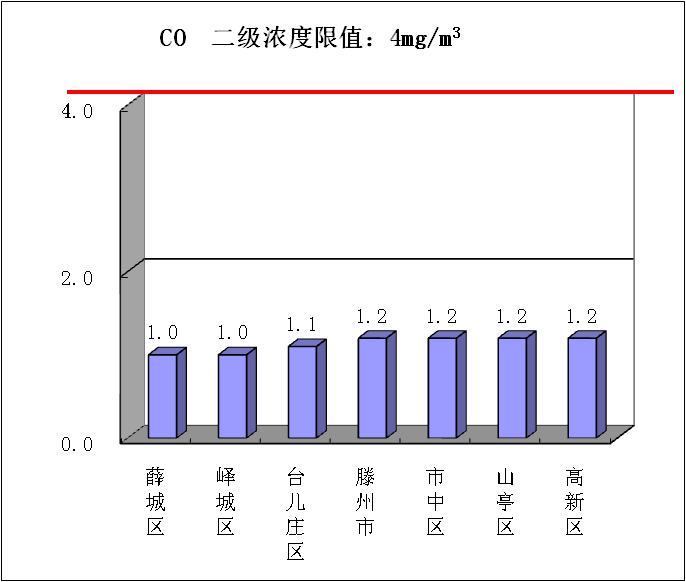 CO 二级浓度限值：4mg/m³
4.0
2.0
0.0
1.0 1.0 1.1 1.2 1.2 1.2 1.2
薛城区 峄城区 台儿庄区 滕州市 市中区 山亭区 高新区